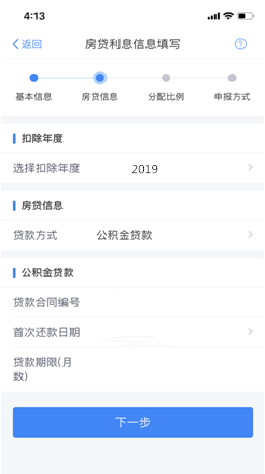 4:13
返回
房贷利息信息填写
?
基本信息
房贷信息
分配比例
申报方式
扣除年度
选择扣除年度 2019
房贷信息
贷款方式 公积金贷款
公积金贷款
贷款合同编号
首次还款日期
贷款期限(月
数)
下一步